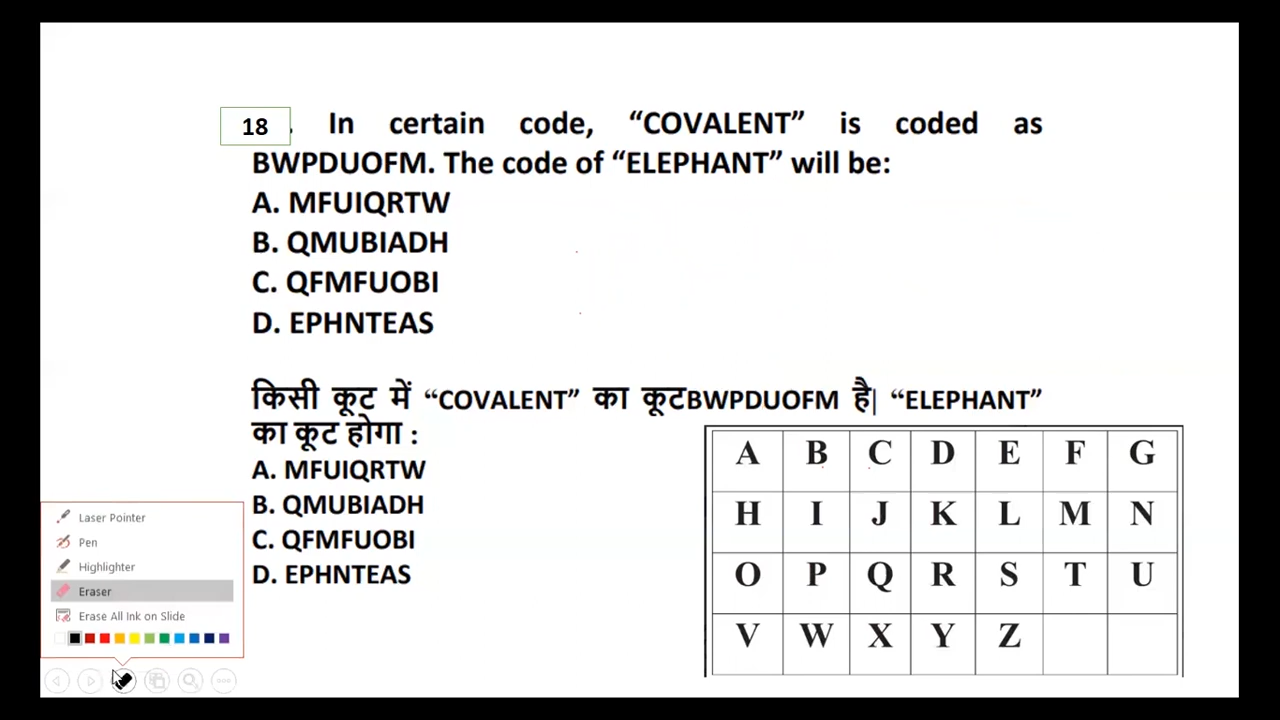 18. In certain code, “COVALENT” is coded as
BWPDUOFM. The code of “ELEPHANT” will be:
A. MFUIQRTW
B. QMUBIADH
C. QFMFUOBI
D. EPHNTEAS
किसी कूट में “COVALENT” का कूटBWPDUOFM है| “ELEPHANT”
का कूट होगा :
A. MFUIQRTW
B. QMUBIADH
C. QFMFUOBI
D. EPHNTEAS
A B C D E F G
H I J K L M N
O P Q R S T U
V W X Y Z
Laser Pointer
Pen
Highlighter
Eraser
Erase All Ink on Slide